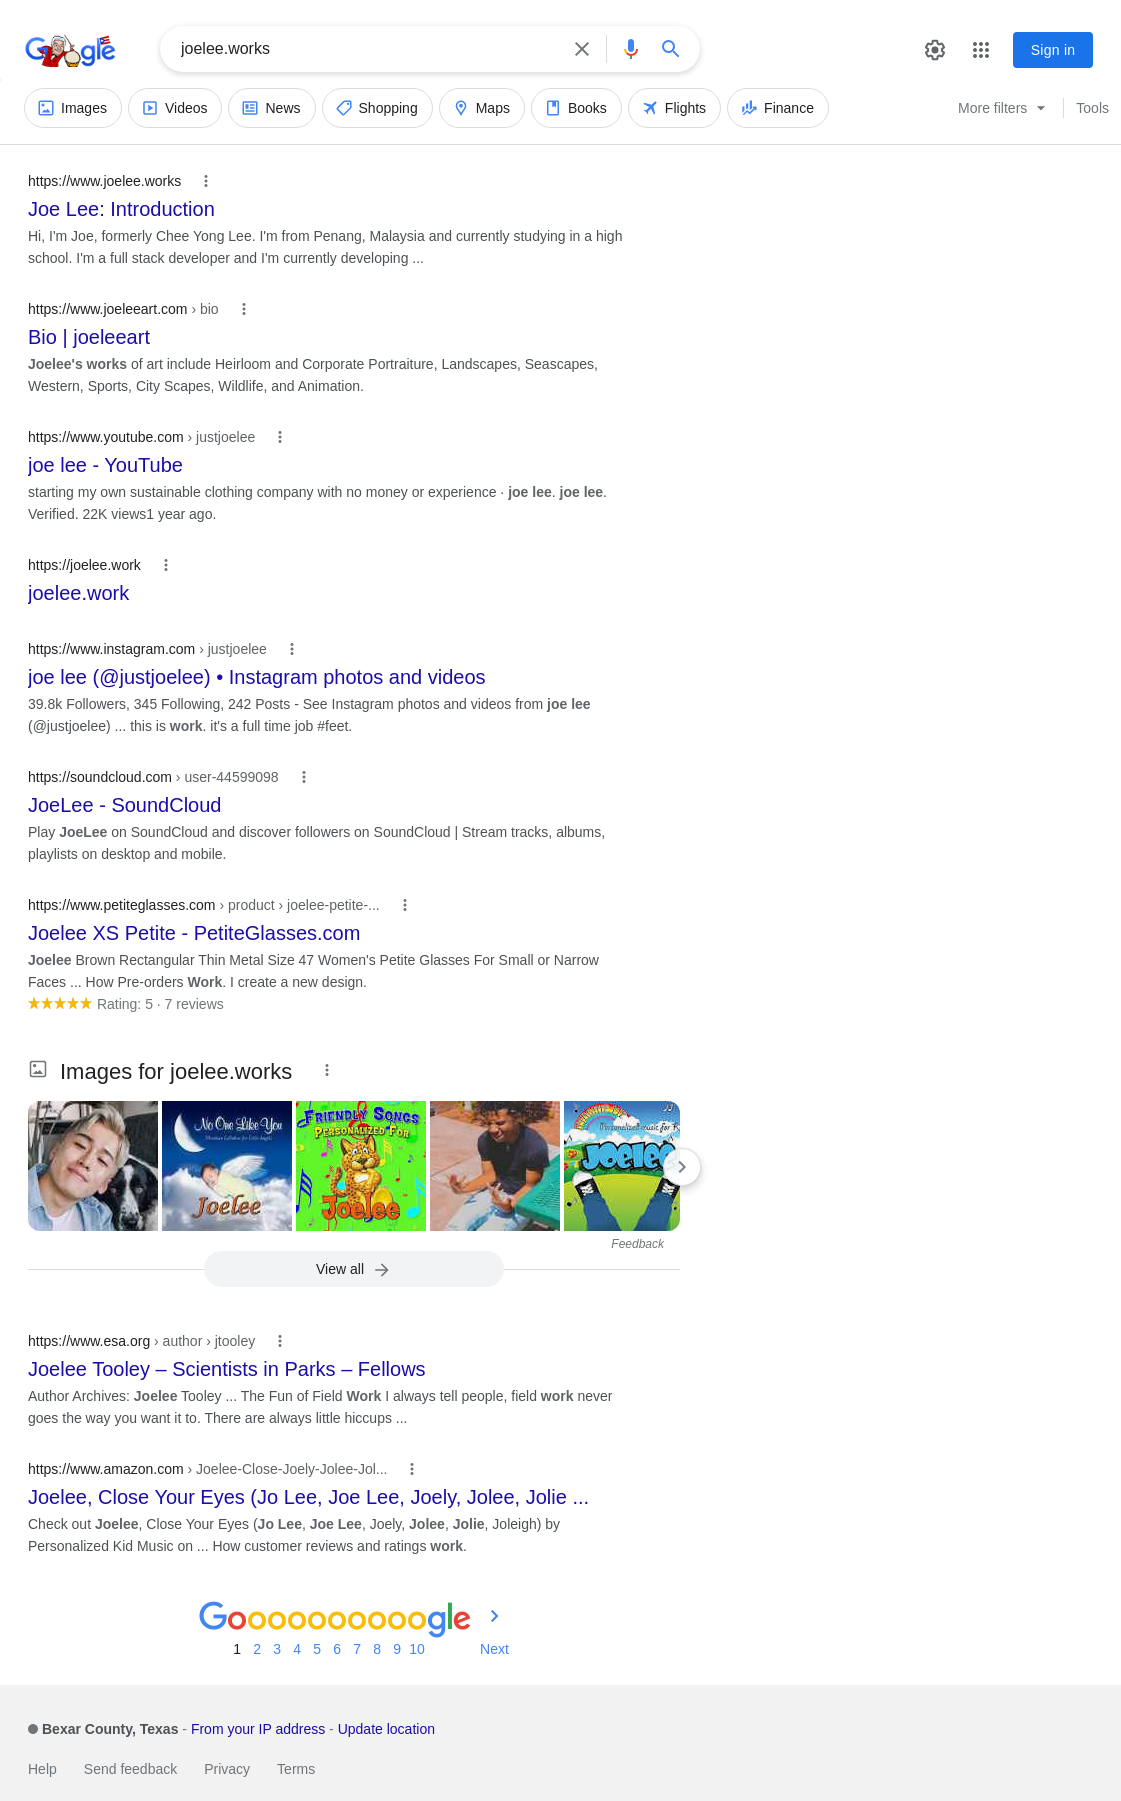 Google
joelee.works
Sign in
Images Videos News Shopping Maps Books Flights Finance More filters Tools
https://www.joelee.works
Joe Lee: Introduction
Hi, I'm Joe, formerly Chee Yong Lee. I'm from Penang, Malaysia and currently studying in a high
school. I'm a full stack developer and I'm currently developing ...
https://www.joeleeart.com › bio
Bio | joeleeart
Joelee's works of art include Heirloom and Corporate Portraiture, Landscapes, Seascapes,
Western, Sports, City Scapes, Wildlife, and Animation.
https://www.youtube.com › justjoelee
joe lee - YouTube
starting my own sustainable clothing company with no money or experience · joe lee. joe lee.
Verified. 22K views1 year ago.
https://joelee.work
joelee.work
https://www.instagram.com › justjoelee
joe lee (@justjoelee) • Instagram photos and videos
39.8k Followers, 345 Following, 242 Posts - See Instagram photos and videos from joe lee
(@justjoelee) ... this is work. it's a full time job #feet.
https://soundcloud.com › user-44599098
JoeLee - SoundCloud
Play JoeLee on SoundCloud and discover followers on SoundCloud | Stream tracks, albums,
playlists on desktop and mobile.
https://www.petiteglasses.com › product › joelee-petite-...
Joelee XS Petite - PetiteGlasses.com
Joelee Brown Rectangular Thin Metal Size 47 Women's Petite Glasses For Small or Narrow
Faces ... How Pre-orders Work. I create a new design.
Rating: 5 · 7 reviews
Images for joelee.works
No One Like You
Joelee
FRIENDLY SONGS
PERSONALIZED FOR
Joelee
Personalized music for
Joelee
Feedback
View all
https://www.esa.org › author › jtooley
Joelee Tooley – Scientists in Parks – Fellows
Author Archives: Joelee Tooley ... The Fun of Field Work I always tell people, field work never
goes the way you want it to. There are always little hiccups ...
https://www.amazon.com › Joelee-Close-Joely-Jolee-Jol...
Joelee, Close Your Eyes (Jo Lee, Joe Lee, Joely, Jolee, Jolie ...
Check out Joelee, Close Your Eyes (Jo Lee, Joe Lee, Joely, Jolee, Jolie, Joleigh) by
Personalized Kid Music on ... How customer reviews and ratings work.
Goooooooooogle
1 2 3 4 5 6 7 8 9 10 Next
Bexar County, Texas - From your IP address - Update location
Help Send feedback Privacy Terms